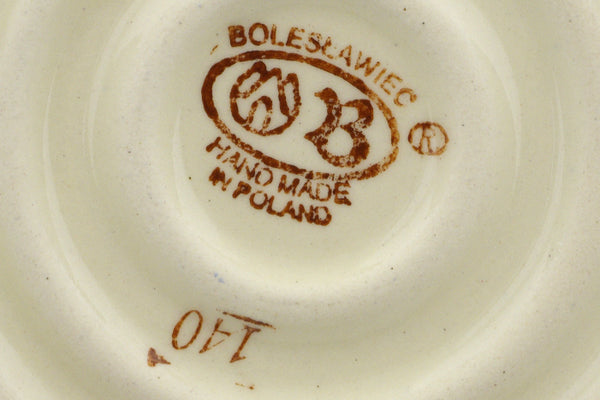 BOLESŁAWIEC
B
®
HAND MADE
IN POLAND
140